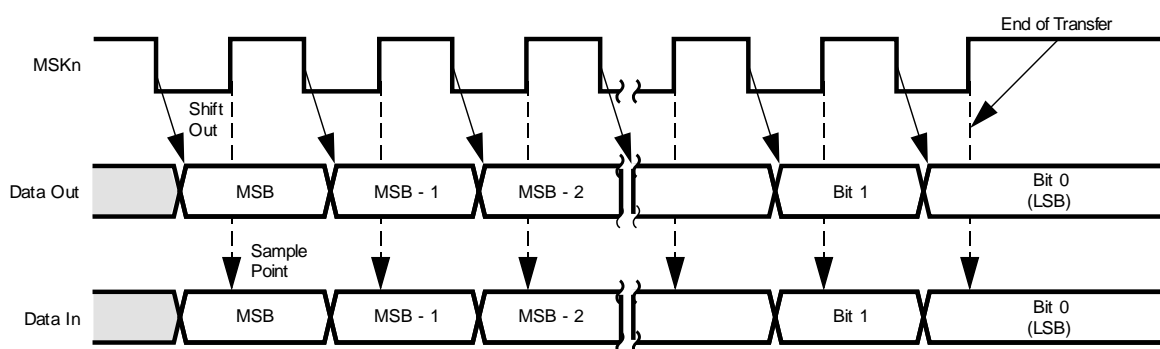 End of Transfer
MSKn
Shift
Out
Data Out
MSB
MSB - 1
MSB - 2
Bit 1
Bit 0
(LSB)
Sample
Point
Data In
MSB
MSB - 1
MSB - 2
Bit 1
Bit 0
(LSB)